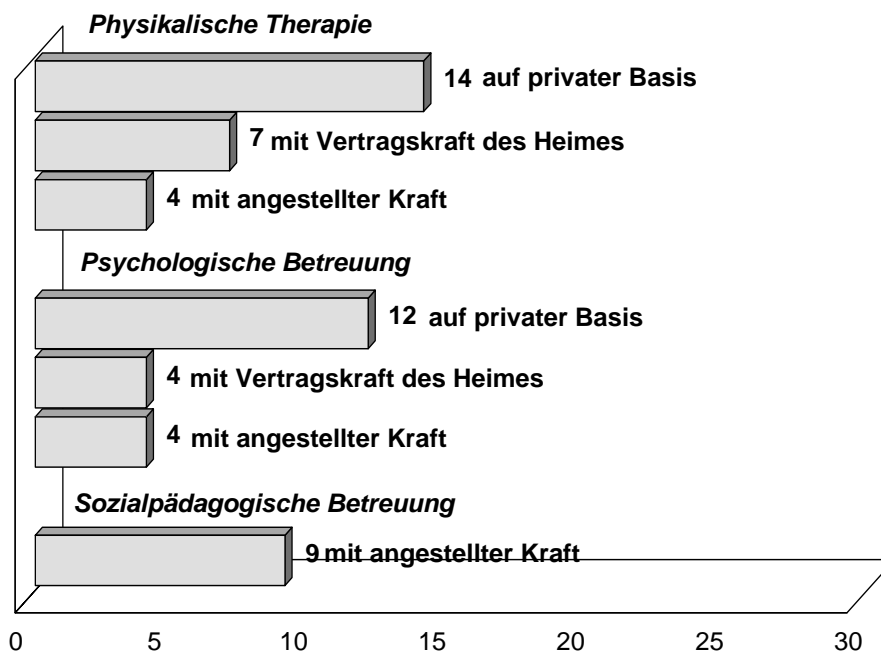 Physikalische Therapie
14 auf privater Basis
7 mit Vertragskraft des Heimes
4 mit angestellter Kraft
Psychologische Betreuung
12 auf privater Basis
4 mit Vertragskraft des Heimes
4 mit angestellter Kraft
Sozialpädagogische Betreuung
9 mit angestellter Kraft
0 5 10 15 20 25 30